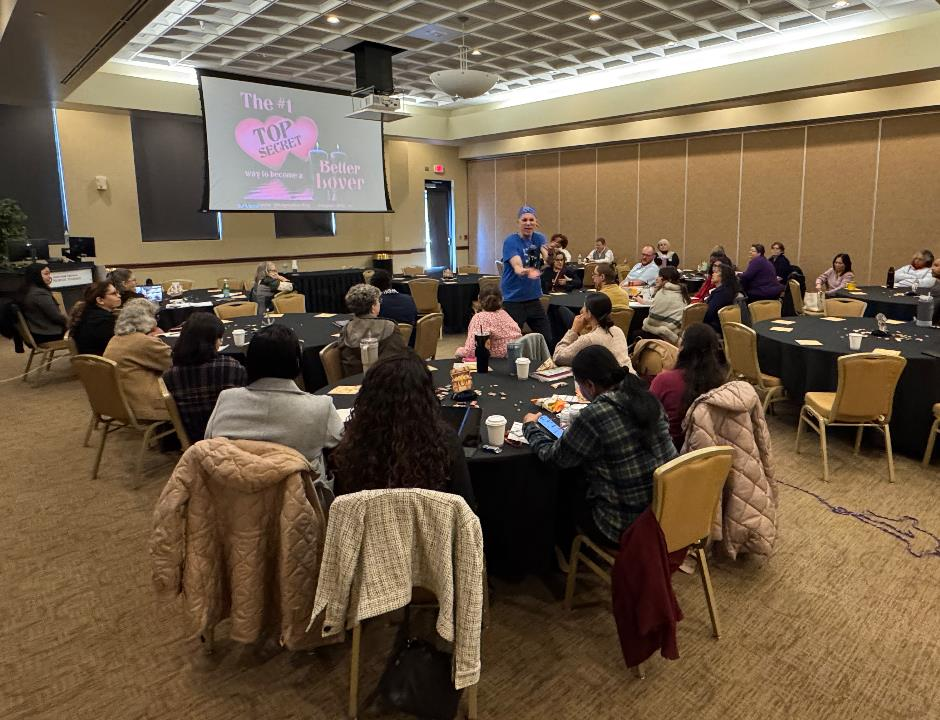 The #1
TOP
SECRET
way to become a
Better
Lover